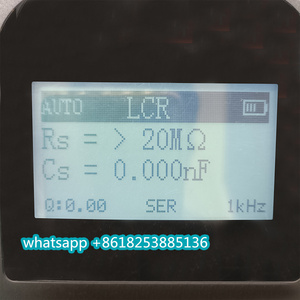 AUTO LCR
Rs = > 20MΩ
Cs = 0.000nF
Q:0.00 SER 1kHz
whatsapp +8618253885136